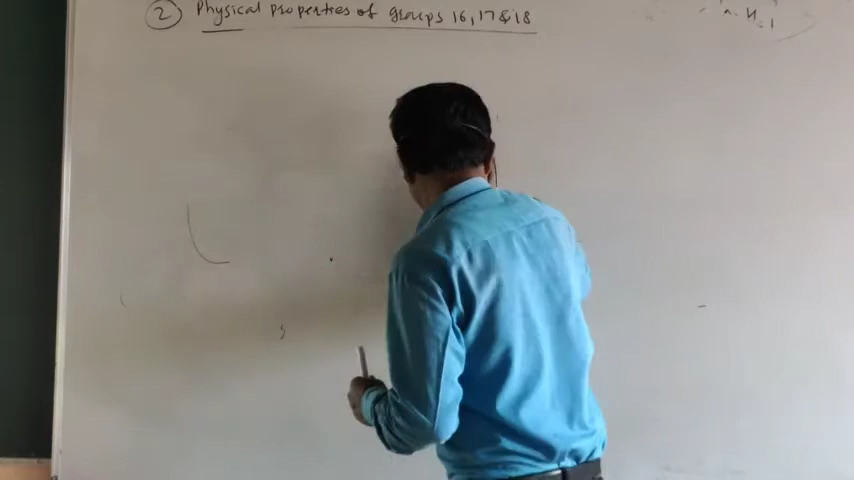 ② Physical properties of groups 16, 17 & 18